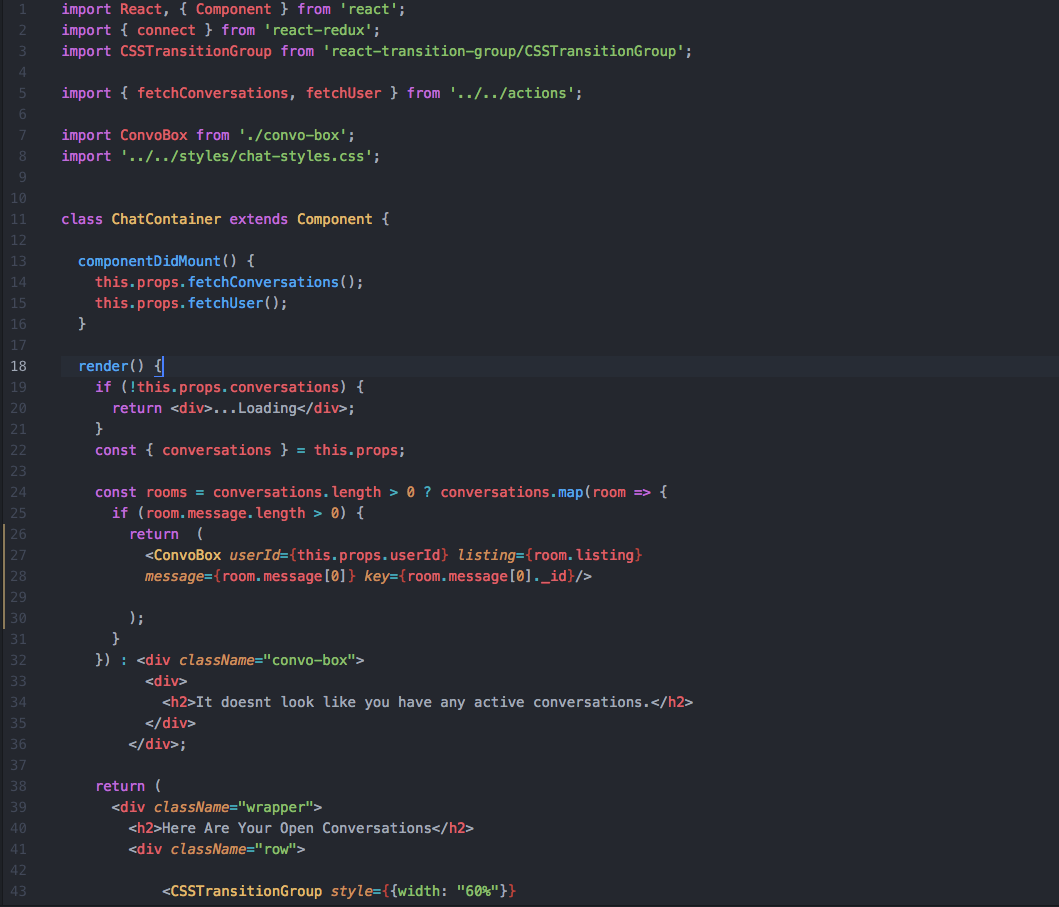 1 import React, { Component } from 'react';
2 import { connect } from 'react-redux';
3 import CSSTransitionGroup from 'react-transition-group/CSSTransitionGroup';
4
5 import { fetchConversations, fetchUser } from '../../actions';
6
7 import ConvoBox from './convo-box';
8 import '../../styles/chat-styles.css';
9
10
11 class ChatContainer extends Component {
12
13   componentDidMount() {
14     this.props.fetchConversations();
15     this.props.fetchUser();
16   }
17
18   render() {
19     if (!this.props.conversations) {
20       return <div>...Loading</div>;
21     }
22     const { conversations } = this.props;
23
24     const rooms = conversations.length > 0 ? conversations.map(room => {
25       if (room.message.length > 0) {
26         return  (
27           <ConvoBox userId={this.props.userId} listing={room.listing}
28           message={room.message[0]} key={room.message[0]._id}/>
29
30         );
31       }
32     }) : <div className="convo-box">
33           <div>
34             <h2>It doesnt look like you have any active conversations.</h2>
35           </div>
36         </div>;
37
38     return (
39       <div className="wrapper">
40         <h2>Here Are Your Open Conversations</h2>
41         <div className="row">
42
43             <CSSTransitionGroup style={{width: "60%"}}